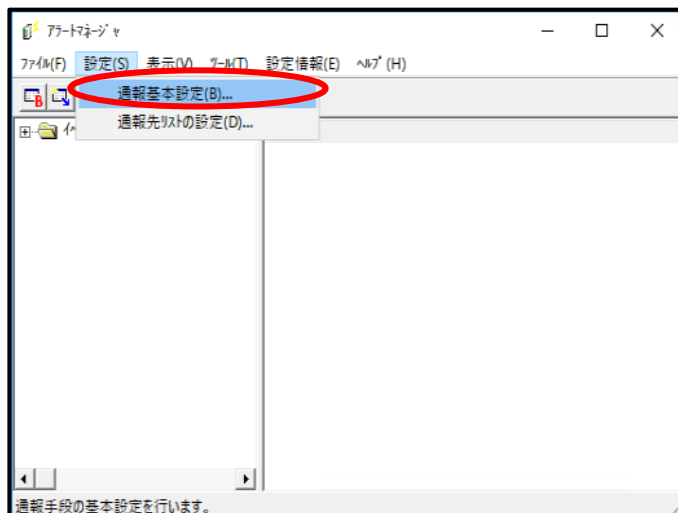 ｱﾗｰﾄﾏﾈｰｼﾞｬ
ﾌｧｲﾙ(F) 設定(S) 表示(V) ﾂｰﾙ(T) 設定情報(E) ﾍﾙﾌﾟ(H)
通報基本設定(B)...
通報先ﾘｽﾄの設定(D)...
通報手段の基本設定を行います。